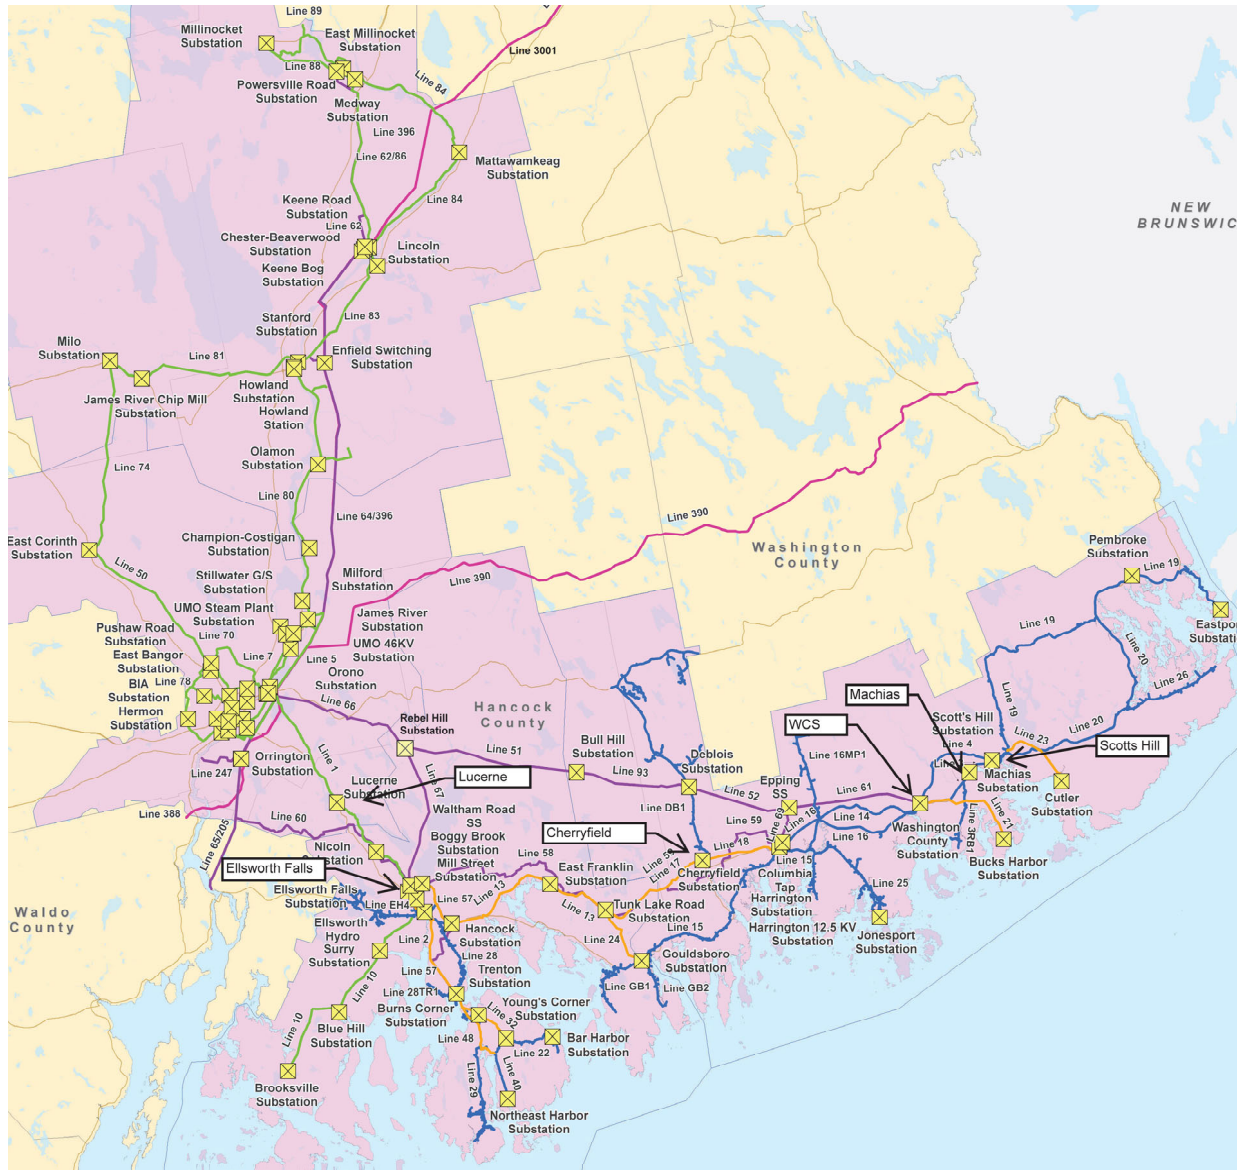 Line 89
Millinocket
Substation
East Millinocket
Substation
Line 3001
Line 88
Powersville Road
Substation
Line 84
Medway
Substation
Line 396
Line 62/86
Mattawamkeag
Substation
Line 84
Keene Road
Substation
Line 62
Chester-Beaverwood
Substation
Lincoln
Substation
Keene Bog
Substation
NEW
BRUNSWIC
Stanford
Substation
Line 83
Milo
Substation
Line 81
Enfield Switching
Substation
James River Chip Mill
Substation
Howland
Substation
Howland
Station
Olamon
Substation
Line 74
Line 80
Line 64/396
Line 390
East Corinth
Substation
Champion-Costigan
Substation
Washington
County
Pembroke
Substation
Line 19
Line 50
Stillwater G/S
Substation
Milford
Substation
Line 390
UMO Steam Plant
Substation
James River
Substation
Eastpor
Substati
Pushaw Road
Substation
Line 70
UMO 46KV
Substation
Line 19
Line 20
East Bangor
Substation
Line 7
Line 5
Orono
Substation
BIA
Substation
Line 78
Line 26
Hermon
Substation
Line 66
Hancock
County
Machias
Rebel Hill
Substation
WCS
Scott's Hill
Substation
Line 19
Line 23
Line 20
Scotts Hill
Line 51
Bull Hill
Substation
Deblois
Substation
Line 16MP1
Line 4
Orrington
Substation
Line 247
Line 1
Lucerne
Substation
Lucerne
Line 67
Line 93
Epping
SS
Line 61
Machias
Substation
Cutler
Substation
Line 388
Line 60
Waltham Road
SS
Line DB1
Line 52
Line 59
Line 69
Line 16
Line 14
Washington
County
Substation
Line 3RB1
Line 21
Bucks Harbor
Substation
Line 65/205
Boggy Brook
Substation
Cherryfield
Line 18
Line 16
Nicoln
Substation
Mill Street
Substation
Line 58
Line 59
Line 17
Line 15
Ellsworth Falls
East Franklin
Substation
Cherryfield
Substation
Columbia
Tap
Ellsworth Falls
Substation
Line EH4
Line 57
Line 13
Harrington
Substation
Line 25
Waldo
County
Line 13
Tunk Lake Road
Substation
Line 15
Harrington 12.5 KV
Substation
Jonesport
Substation
Ellsworth
Hydro
Surry
Substation
Line 2
Hancock
Substation
Line 24
Line 28
Gouldsboro
Substation
Line 10
Line 57
Trenton
Substation
Line GB1
Line GB2
Line 28TR1
Burns Corner
Substation
Young's Corner
Substation
Line 10
Blue Hill
Substation
Line 32
Line 48
Line 22
Bar Harbor
Substation
Brooksville
Substation
Line 29
Line 40
Northeast Harbor
Substation